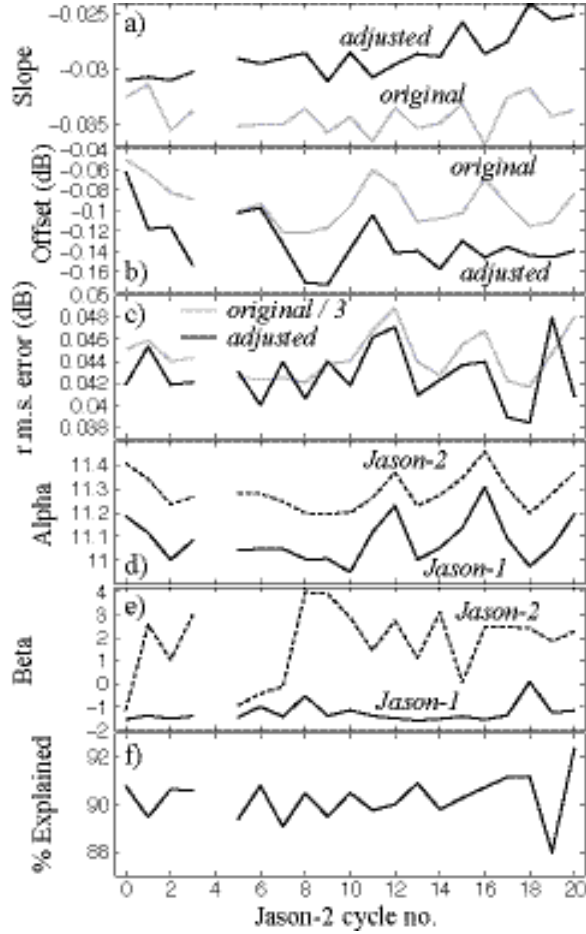 a)
Slope
−0.025
−0.03
−0.035
adjusted
original
b)
Offset (dB)
−0.04
−0.06
−0.08
−0.1
−0.12
−0.14
−0.16
original
adjusted
c)
r.m.s. error (dB)
0.05
0.048
0.046
0.044
0.042
0.04
0.038
original / 3
adjusted
d)
Alpha
11.4
11.3
11.2
11.1
11
Jason-2
Jason-1
e)
Beta
4
3
2
1
0
−1
−2
Jason-2
Jason-1
f)
% Explained
92
90
88
0 2 4 6 8 10 12 14 16 18 20
Jason-2 cycle no.